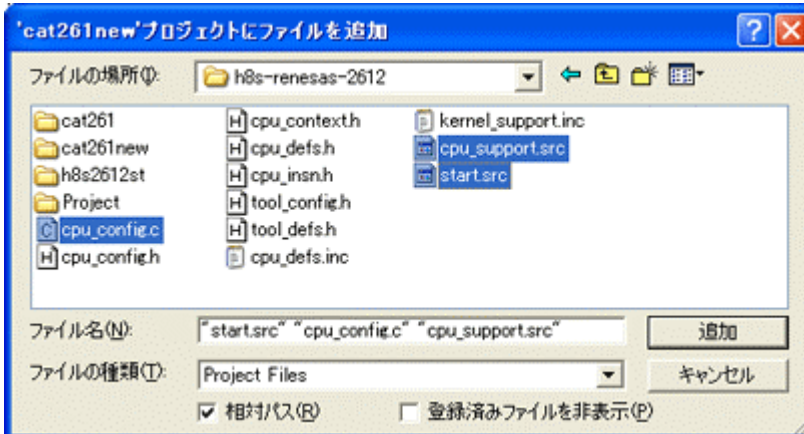 'cat261new'プロジェクトにファイルを追加
ファイルの場所(I):
h8s-renesas-2612
cat261
cat261new
h8s2612st
Project
cpu_config.c
cpu_config.h
cpu_context.h
cpu_defs.h
cpu_insn.h
tool_config.h
tool_defs.h
cpu_defs.inc
kernel_support.inc
cpu_support.src
start.src
ファイル名(N):
"start.src" "cpu_config.c" "cpu_support.src"
追加
ファイルの種類(T):
Project Files
キャンセル
相対パス(R)
登録済みファイルを非表示(P)